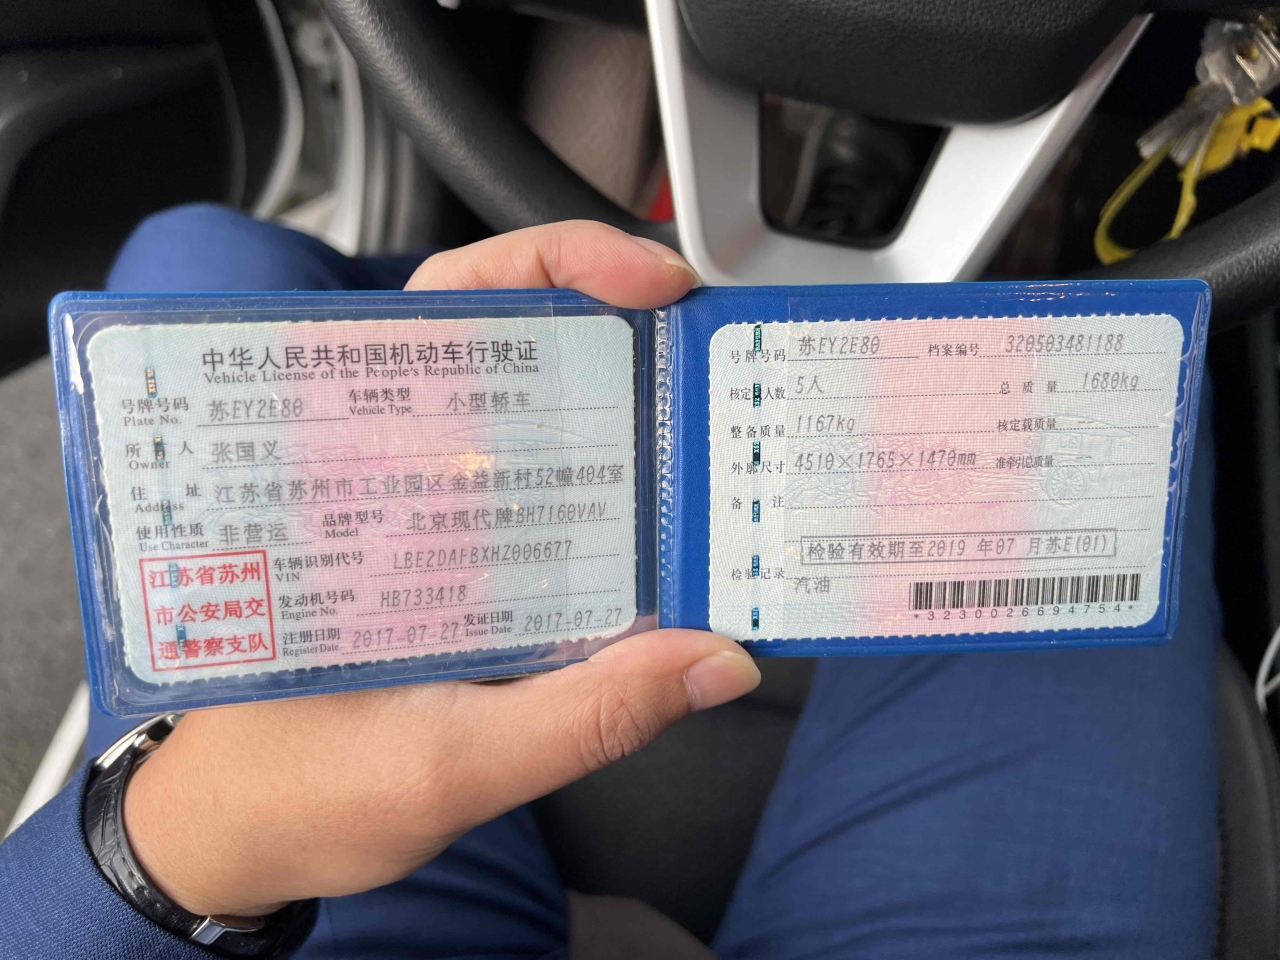 中华人民共和国机动车行驶证
Vehicle License of the People's Republic of China
号牌号码 苏EY2E80 车辆类型 小型轿车
Plate No. Vehicle Type
所 有 人 张国义
Owner
住 址 江苏省苏州市工业园区金益新村52幢404室
Address
使用性质 非营运 品牌型号 北京现代牌BH7160VAV
Use Character Model
江苏省苏州
市公安局交
通警察支队
车辆识别代号 LBE2DAFBXHZ006677
VIN
发动机号码 HB733418
Engine No.
注册日期 2017-07-27 发证日期 2017-07-27
Register Date Issue Date
号牌号码 苏EY2E80 档案编号 320503481188
核定 人数 5人 总 质 量 1680kg
整备质量 1167kg 核定载质量 --
外廓尺寸 4510×1765×1470mm 准牵引总质量 --
备 注
检验有效期至2019 年07 月苏E(01)
检验记录
汽油
*3230026694754*